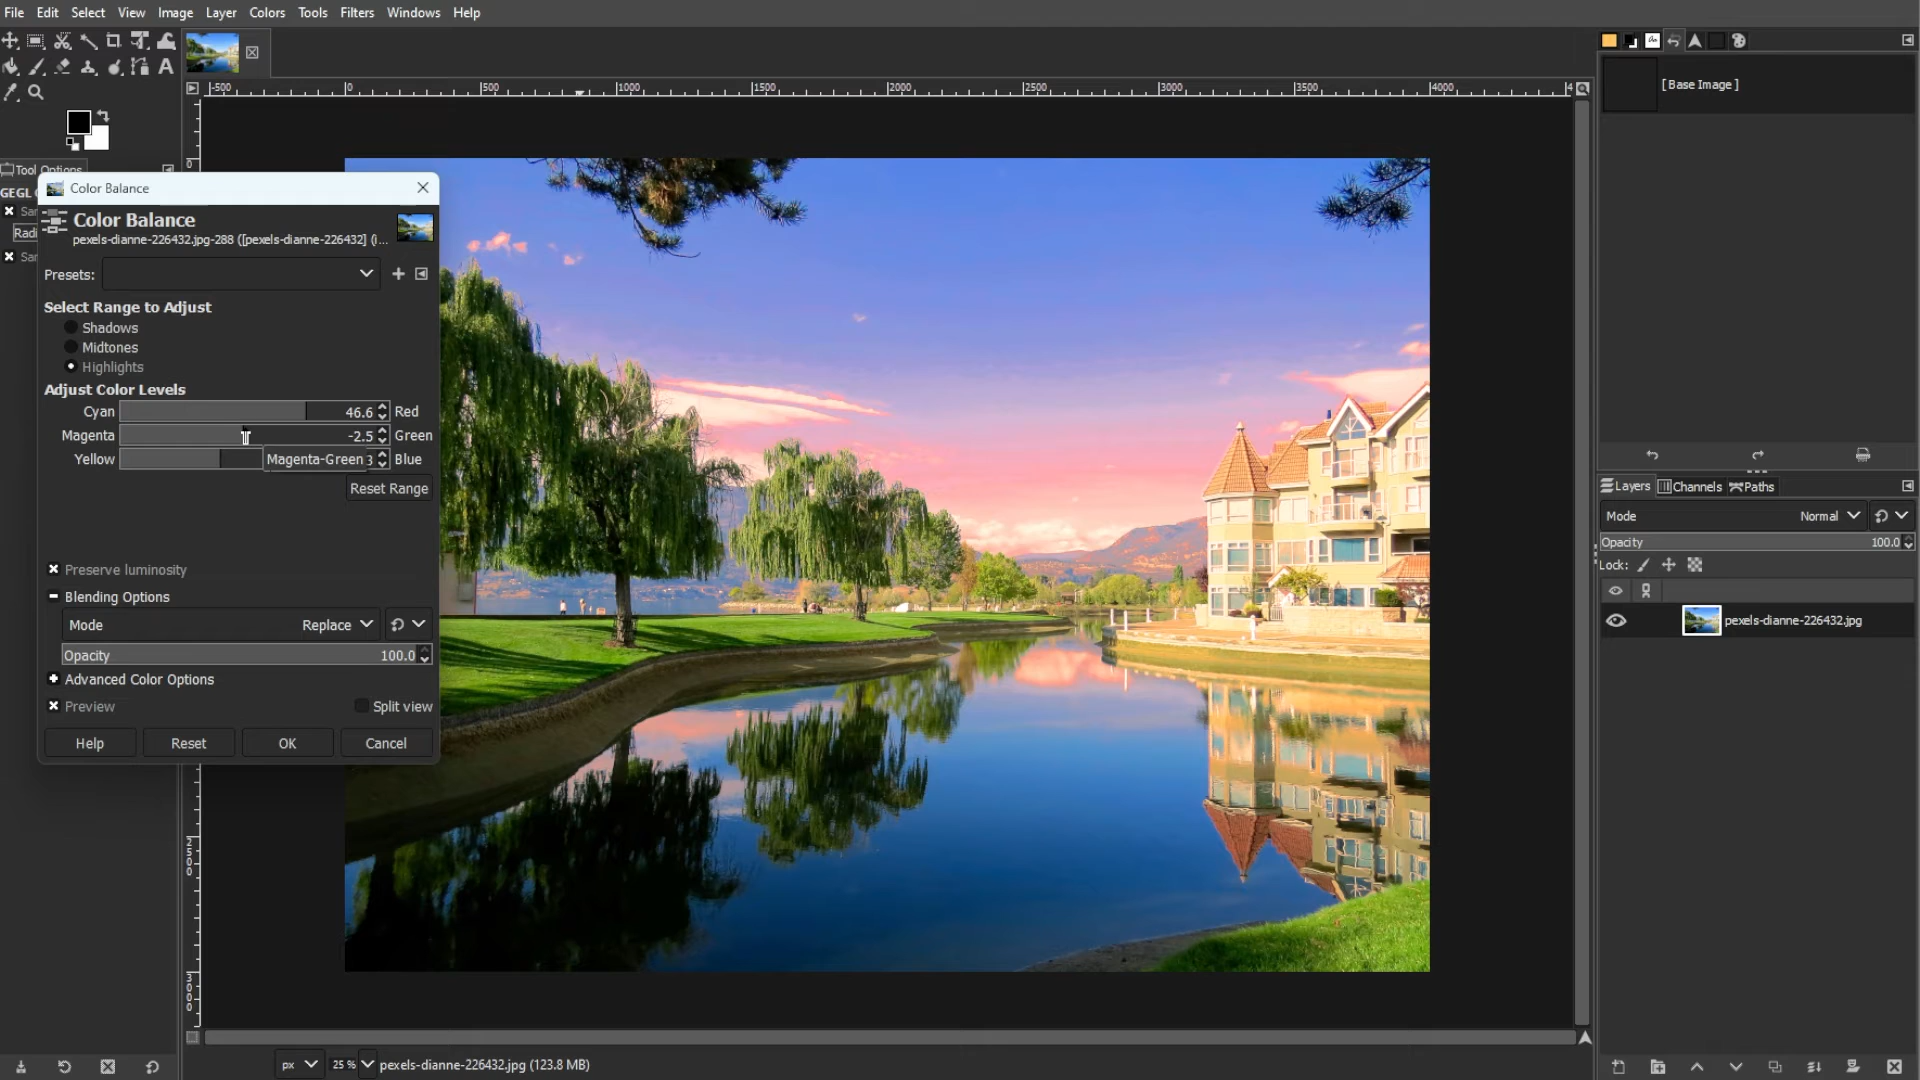 File Edit Select View Image Layer Colors Tools Filters Windows Help
-500 0 500 1000 1500 2000 2500 3000 3500 4000
0
2500
3000
Tool Options
GEGL
Radi
Color Balance
Color Balance
pexels-dianne-226432.jpg-288 ([pexels-dianne-226432] (i...
Presets:
Select Range to Adjust
Shadows
Midtones
Highlights
Adjust Color Levels
Cyan 46.6 Red
Magenta -2.5 Green
Yellow Magenta-Green 3 Blue
Reset Range
Preserve luminosity
Blending Options
Mode Replace
Opacity 100.0
Advanced Color Options
Preview Split view
Help Reset OK Cancel
px 25 % pexels-dianne-226432.jpg (123.8 MB)
[ Base Image ]
Layers Channels Paths
Mode Normal
Opacity 100.0
Lock:
pexels-dianne-226432.jpg